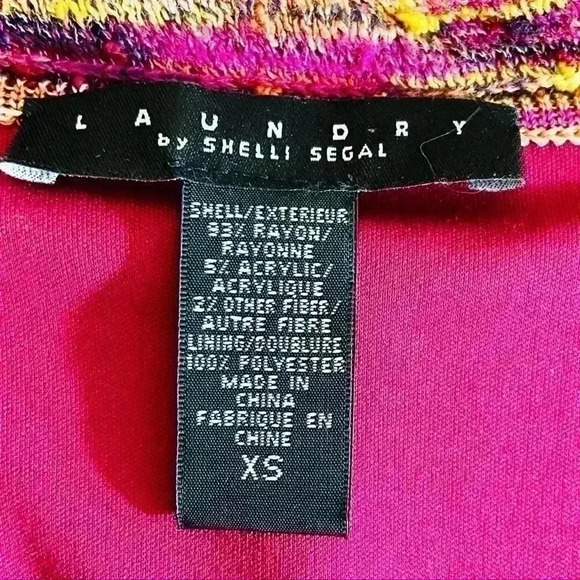 LAUNDRY
by SHELLI SEGAL
SHELL/EXTERIEUR
93% RAYON/
RAYONNE
5% ACRYLIC/
ACRYLIQUE
2% OTHER FIBER/
AUTRE FIBRE
LINING/DOUBLURE
100% POLYESTER
MADE IN
CHINA
FABRIQUE EN
CHINE
XS